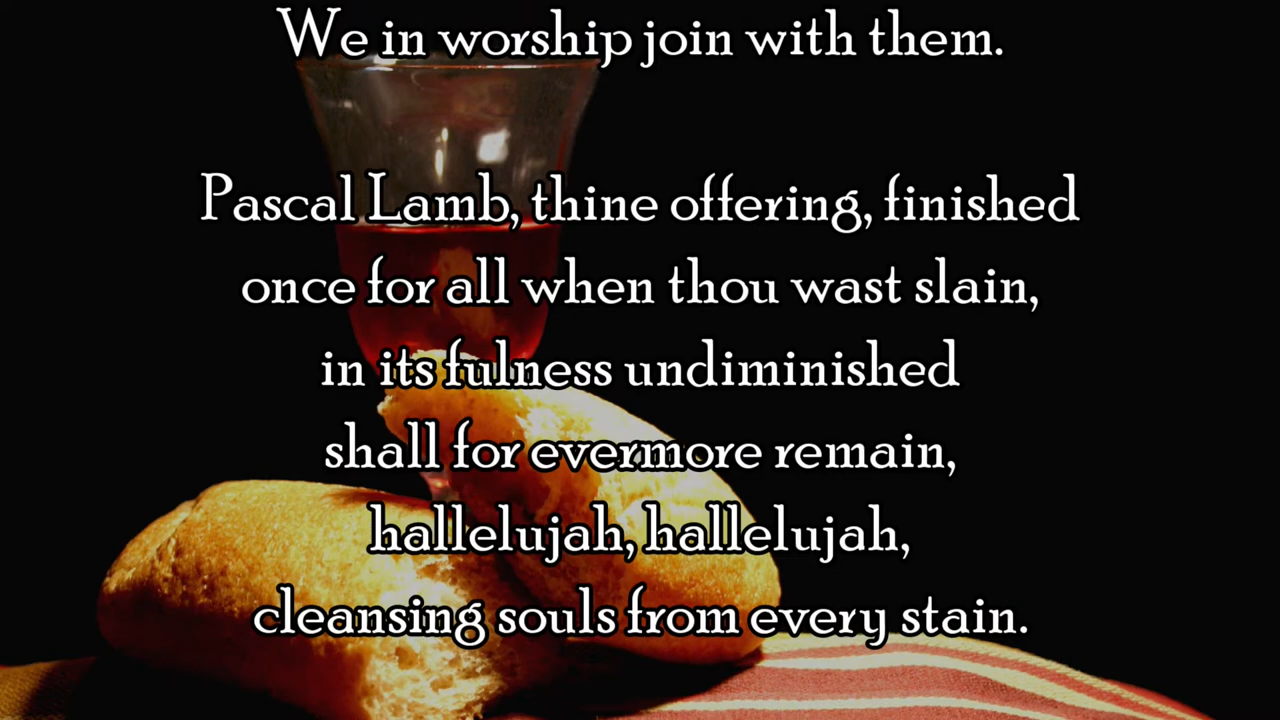 We in worship join with them.
Pascal Lamb, thine offering, finished
once for all when thou wast slain,
in its fulness undiminished
shall for evermore remain,
hallelujah, hallelujah,
cleansing souls from every stain.